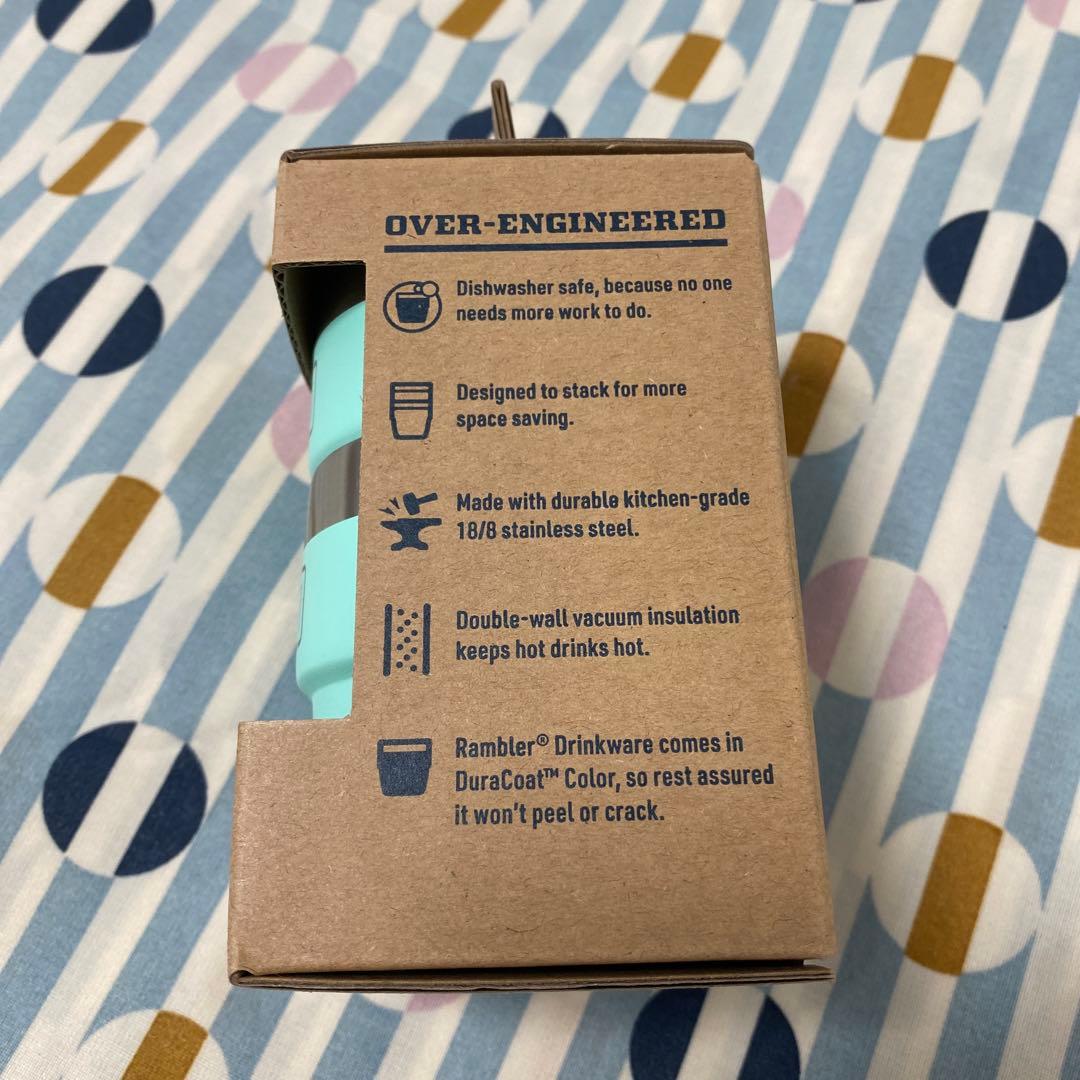 OVER-ENGINEERED
Dishwasher safe, because no one
needs more work to do.
Designed to stack for more
space saving.
Made with durable kitchen-grade
18/8 stainless steel.
Double-wall vacuum insulation
keeps hot drinks hot.
Rambler® Drinkware comes in
DuraCoat™ Color, so rest assured
it won't peel or crack.